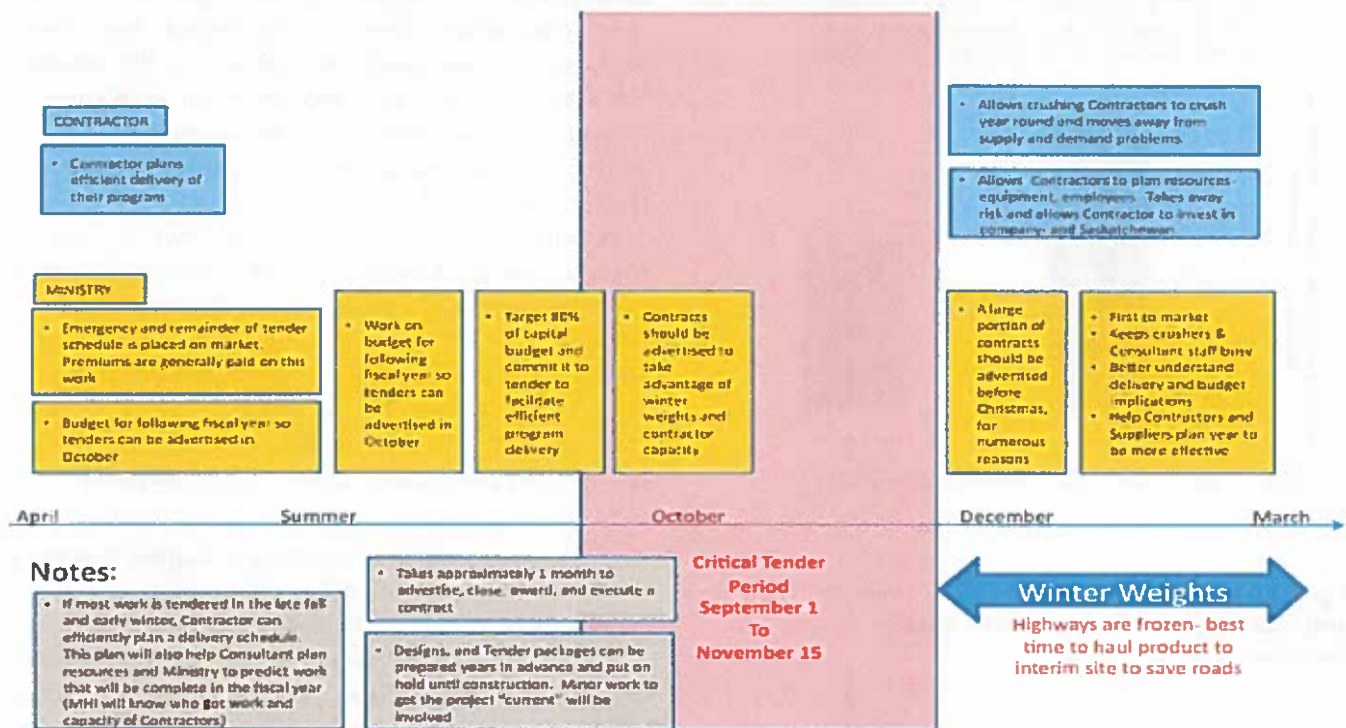 CONTRACTOR
• Contractor plans
efficient delivery of
their program
• Allows crushing Contractors to crush
year round and moves away from
supply and demand problems.
• Allows Contractors to plan resources-
equipment, employees. Takes away
risk and allows Contractor to invest in
company- and Saskatchewan
MINISTRY
• Emergency and remainder of tender
schedule is placed on market.
Premiums are generally paid on this
work
• Budget for following fiscal year so
tenders can be advertised in
October
• Work on
budget for
following
fiscal year so
tenders can
be
advertised in
October
• Target 80%
of capital
budget and
commit it to
tender to
facilitate
efficient
program
delivery
• Contracts
should be
advertised to
take
advantage of
winter
weights and
contractor
capacity
• A large
portion of
contracts
should be
advertised
before
Christmas,
for
numerous
reasons
• First to market
• Keeps crushers &
Consultant staff busy
• Better understand
delivery and budget
implications
• Help Contractors and
Suppliers plan year to
be more effective
April
Summer
October
December
March
Notes:
• If most work is tendered in the late fall
and early winter, Contractor can
efficiently plan a delivery schedule.
This plan will also help Consultant plan
resources and Ministry to predict work
that will be complete in the fiscal year
(MHI will know who got work and
capacity of Contractors)
• Takes approximately 1 month to
advertise, close, award, and execute a
contract
• Designs, and Tender packages can be
prepared years in advance and put on
hold until construction. Minor work to
get the project "current" will be
involved
Critical Tender
Period
September 1
To
November 15
Winter Weights
Highways are frozen- best
time to haul product to
interim site to save roads